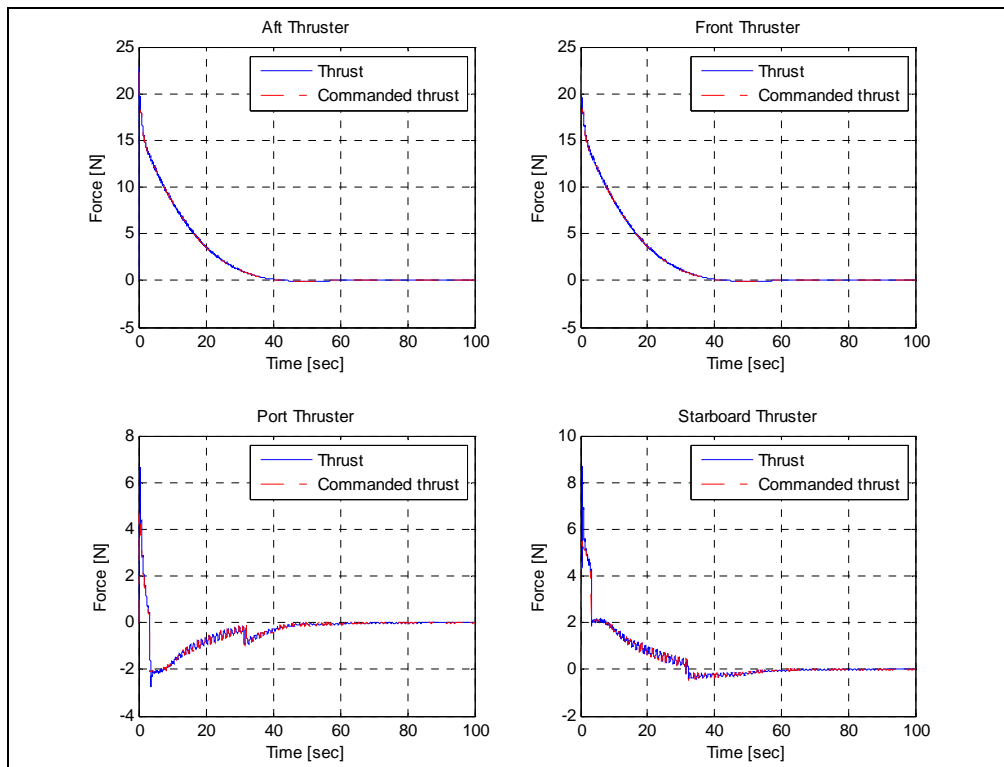 Aft Thruster
25
20
15
10
5
0
-5
Force [N]
Thrust
Commanded thrust
0 20 40 60 80 100
Time [sec]
Front Thruster
25
20
15
10
5
0
-5
Force [N]
Thrust
Commanded thrust
0 20 40 60 80 100
Time [sec]
Port Thruster
8
6
4
2
0
-2
-4
Force [N]
Thrust
Commanded thrust
0 20 40 60 80 100
Time [sec]
Starboard Thruster
10
8
6
4
2
0
-2
Force [N]
Thrust
Commanded thrust
0 20 40 60 80 100
Time [sec]